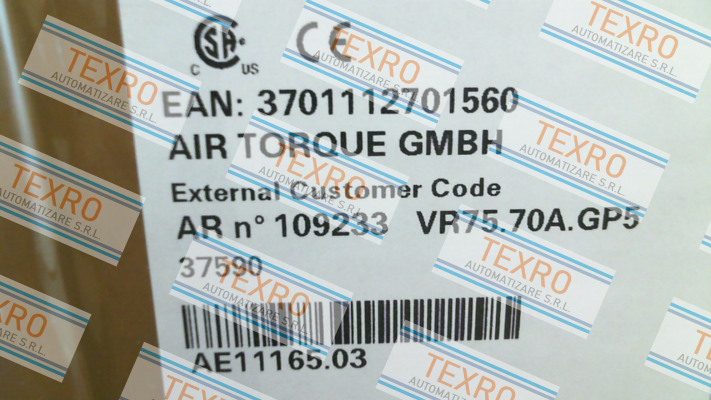 C SA US CE
EAN: 3701112701560
AIR TORQUE GMBH
External Customer Code
AR n° 109233 VR75.70A.GP5
37590
AE11165.03
TEXRO
AUTOMATIZARE S.R.L.